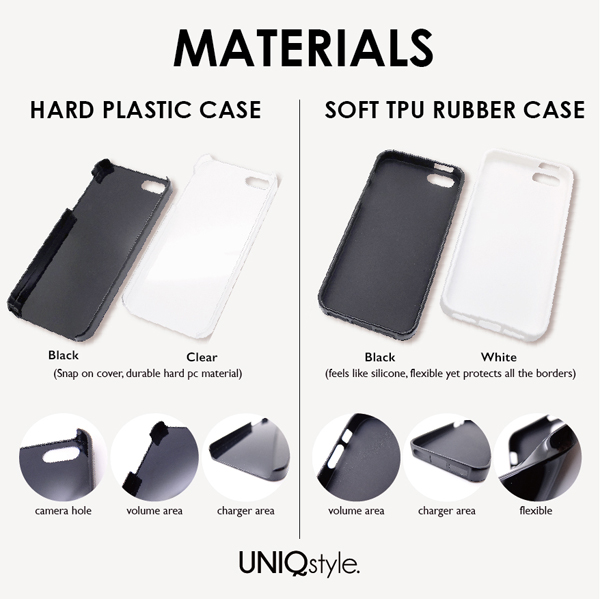 MATERIALS
HARD PLASTIC CASE
Black
Clear
(Snap on cover, durable hard pc material)
camera hole
volume area
charger area
SOFT TPU RUBBER CASE
Black
White
(feels like silicone, flexible yet protects all the borders)
volume area
charger area
flexible
UNIQstyle.